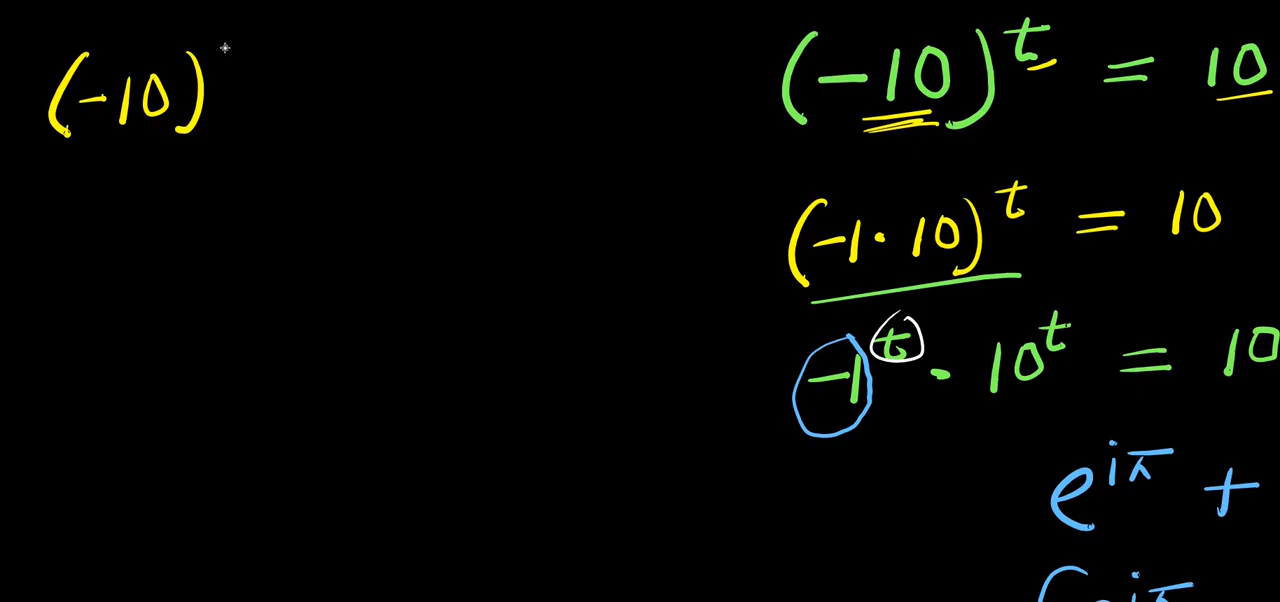 (-10)
(-10)^t = 10
(-1·10)^t = 10
-1^t · 10^t = 10
e^{iπ} +